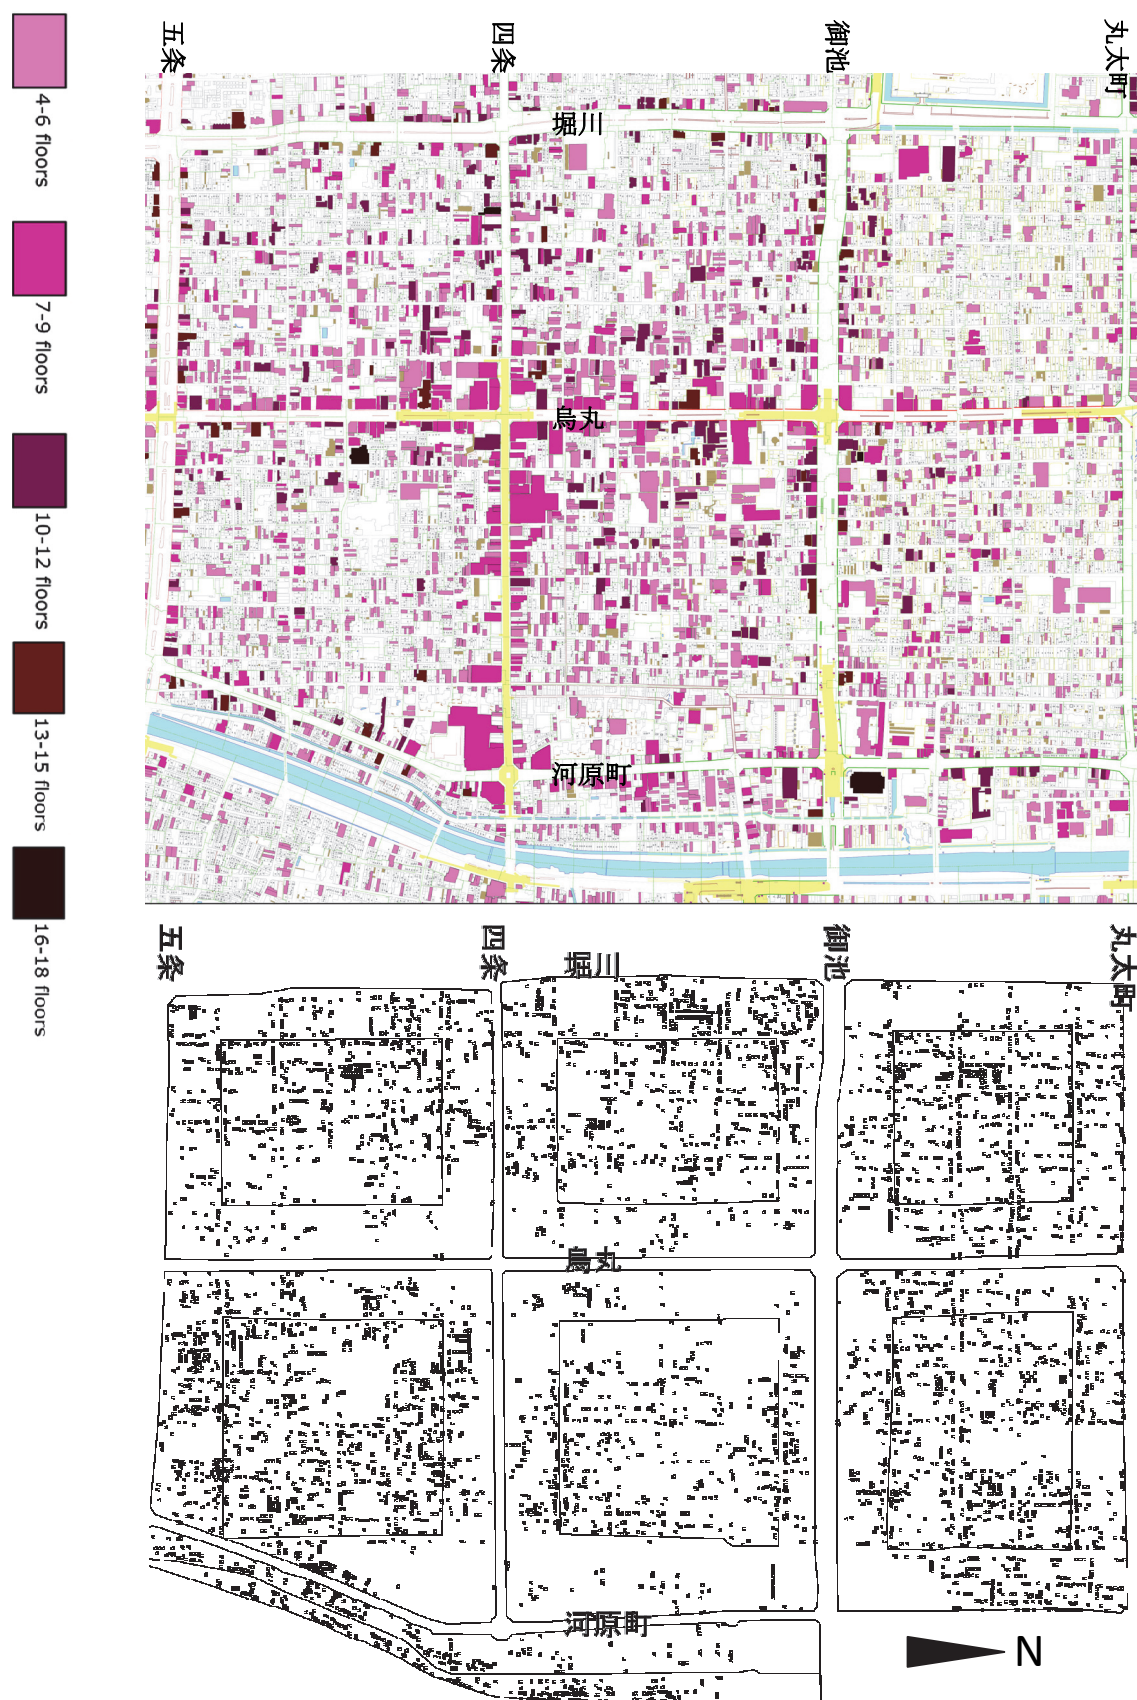 五条
四条
御池
丸太町
堀川
烏丸
河原町
4-6 floors
7-9 floors
10-12 floors
13-15 floors
16-18 floors
五条
四条
御池
丸太町
堀川
烏丸
河原町
N